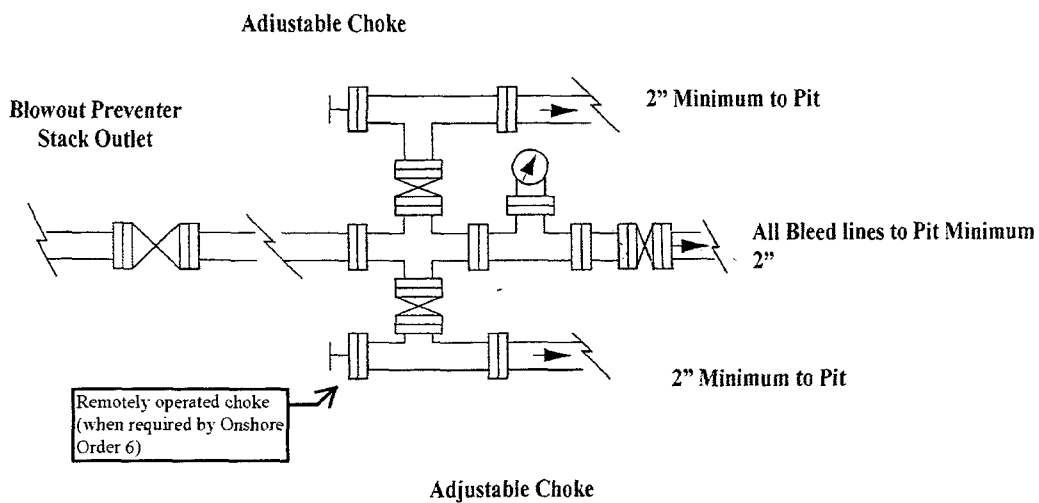 Adiustable Choke
Blowout Preventer
Stack Outlet
2” Minimum to Pit
All Bleed lines to Pit Minimum
2”
2” Minimum to Pit
Remotely operated choke
(when required by Onshore
Order 6)
Adjustable Choke